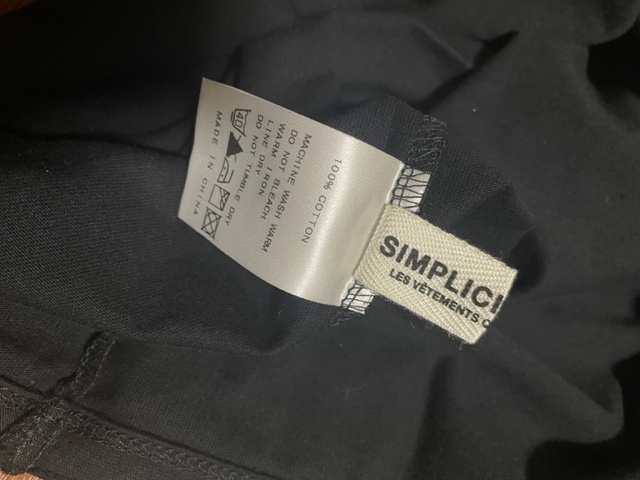 100% COTTON
MACHINE WASH WARM
DO NOT BLEACH
WARM IRON
LINE DRY
DO NOT TUMBLE DRY
40
MADE IN CHINA
SIMPLICI
LES VÊTEMENTS